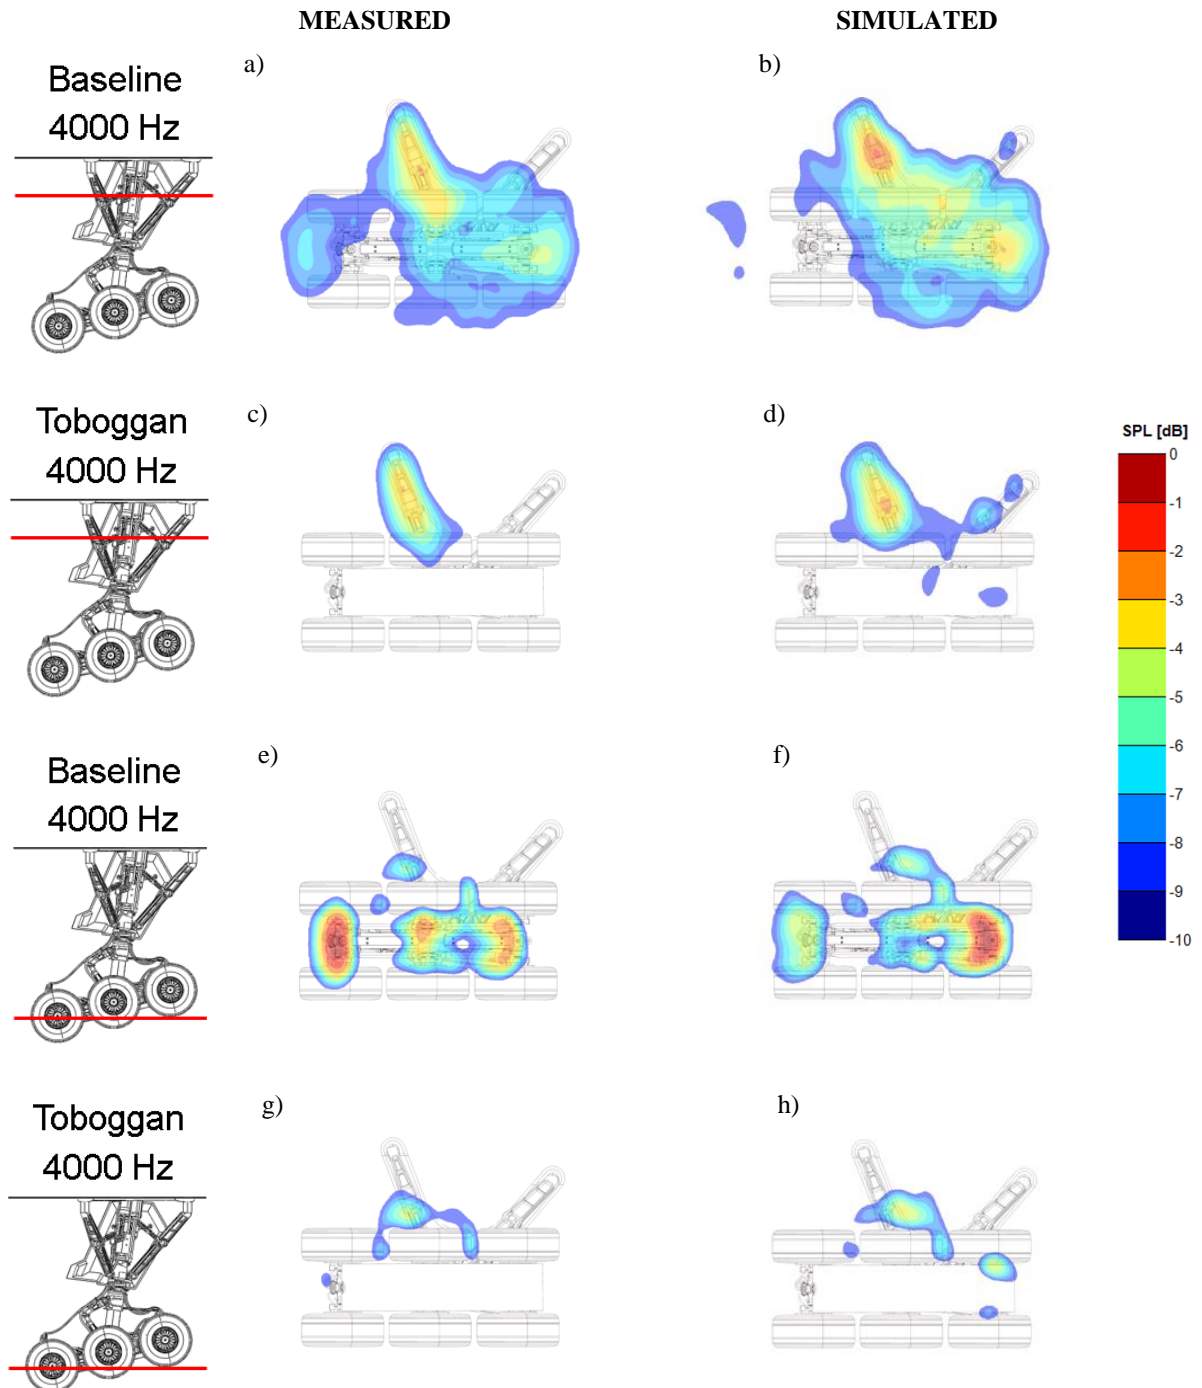 MEASURED
SIMULATED
Baseline
4000 Hz
a)
b)
Toboggan
4000 Hz
c)
d)
SPL [dB]
0
-1
-2
-3
-4
-5
-6
-7
-8
-9
-10
Baseline
4000 Hz
e)
f)
Toboggan
4000 Hz
g)
h)